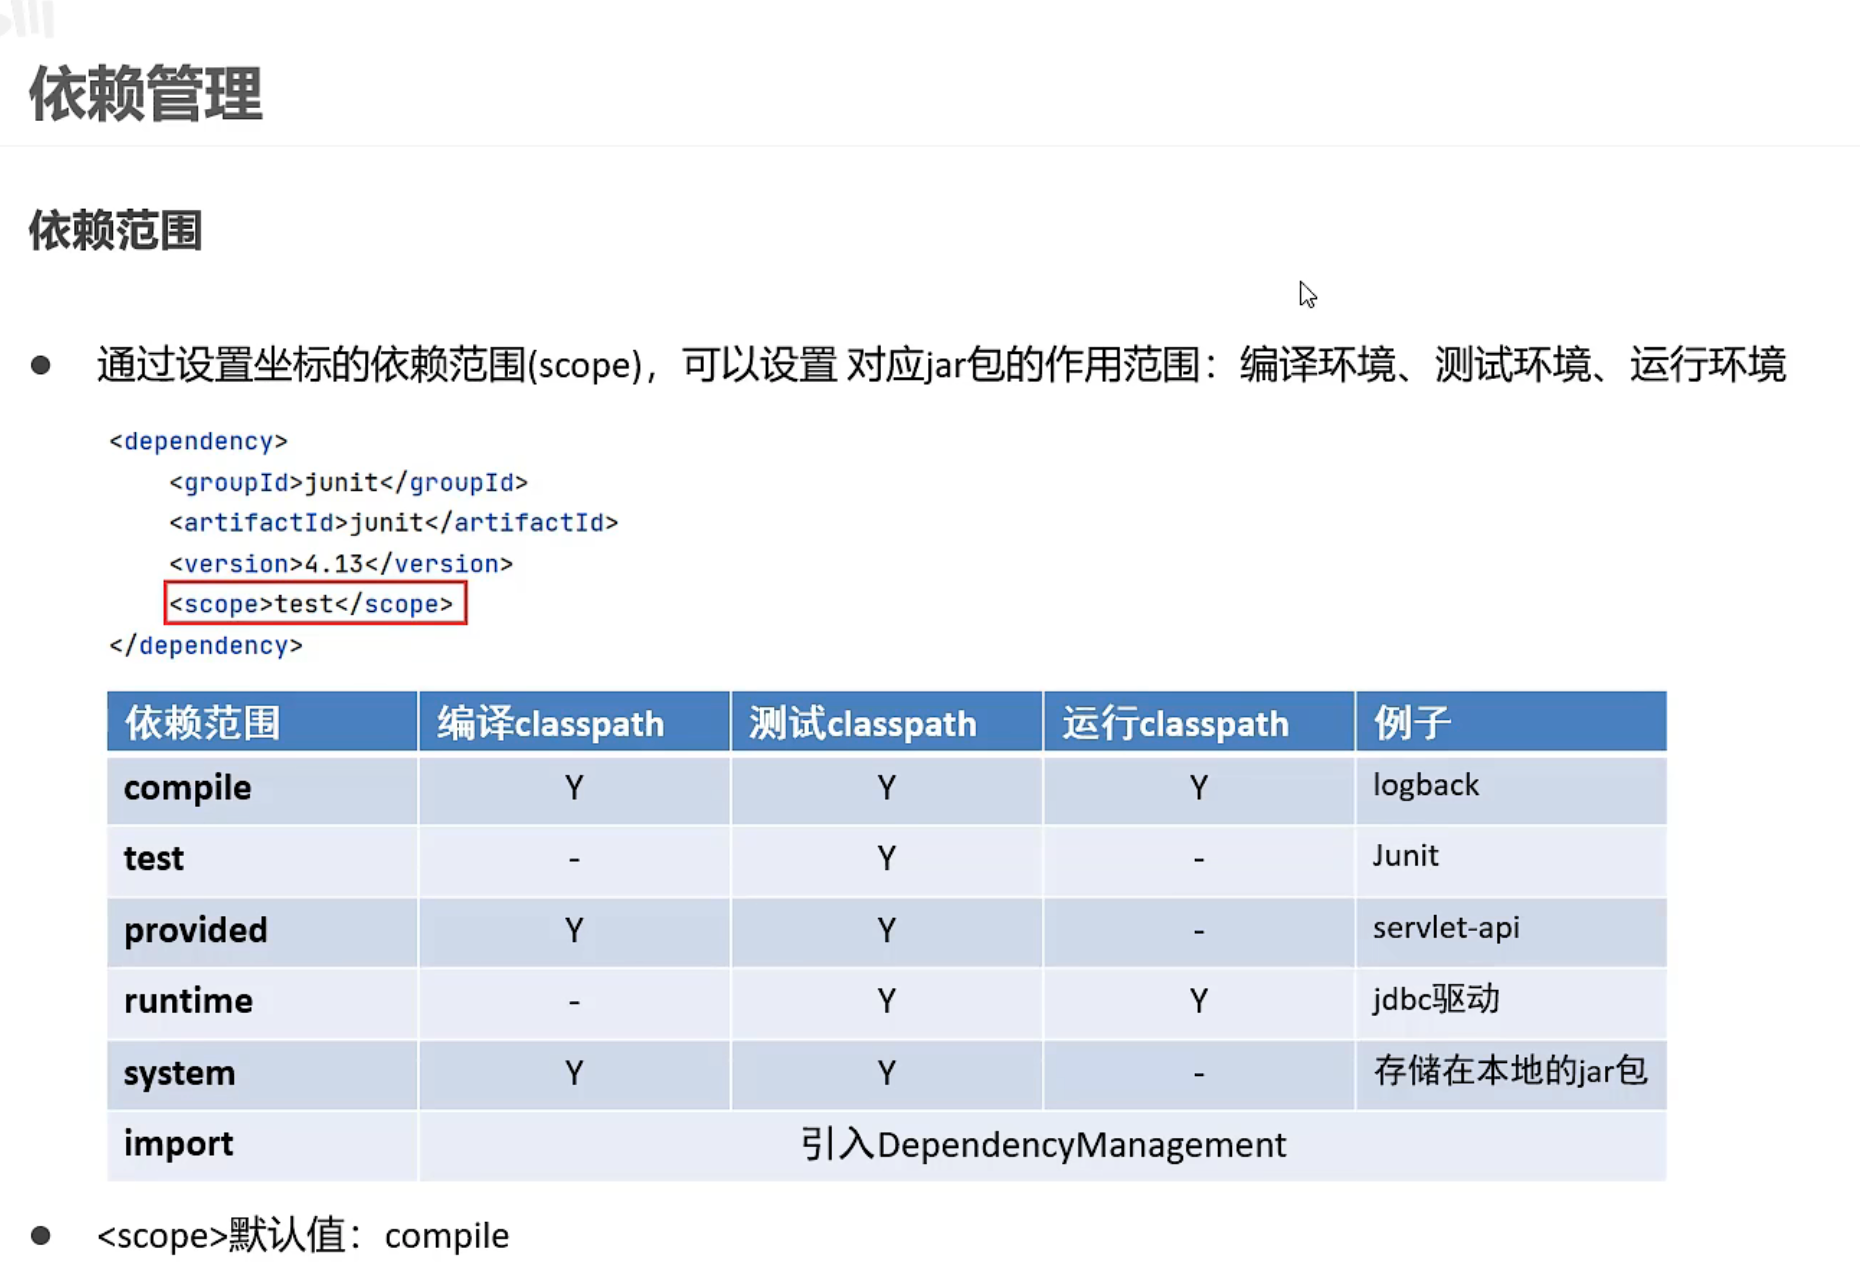 依赖管理
依赖范围
● 通过设置坐标的依赖范围(scope)，可以设置 对应jar包的作用范围：编译环境、测试环境、运行环境
<dependency>
<groupId>junit</groupId>
<artifactId>junit</artifactId>
<version>4.13</version>
<scope>test</scope>
</dependency>
依赖范围 编译classpath 测试classpath 运行classpath 例子
compile Y Y Y logback
test - Y - Junit
provided Y Y - servlet-api
runtime - Y Y jdbc驱动
system Y Y - 存储在本地的jar包
import 引入DependencyManagement
● <scope>默认值：compile